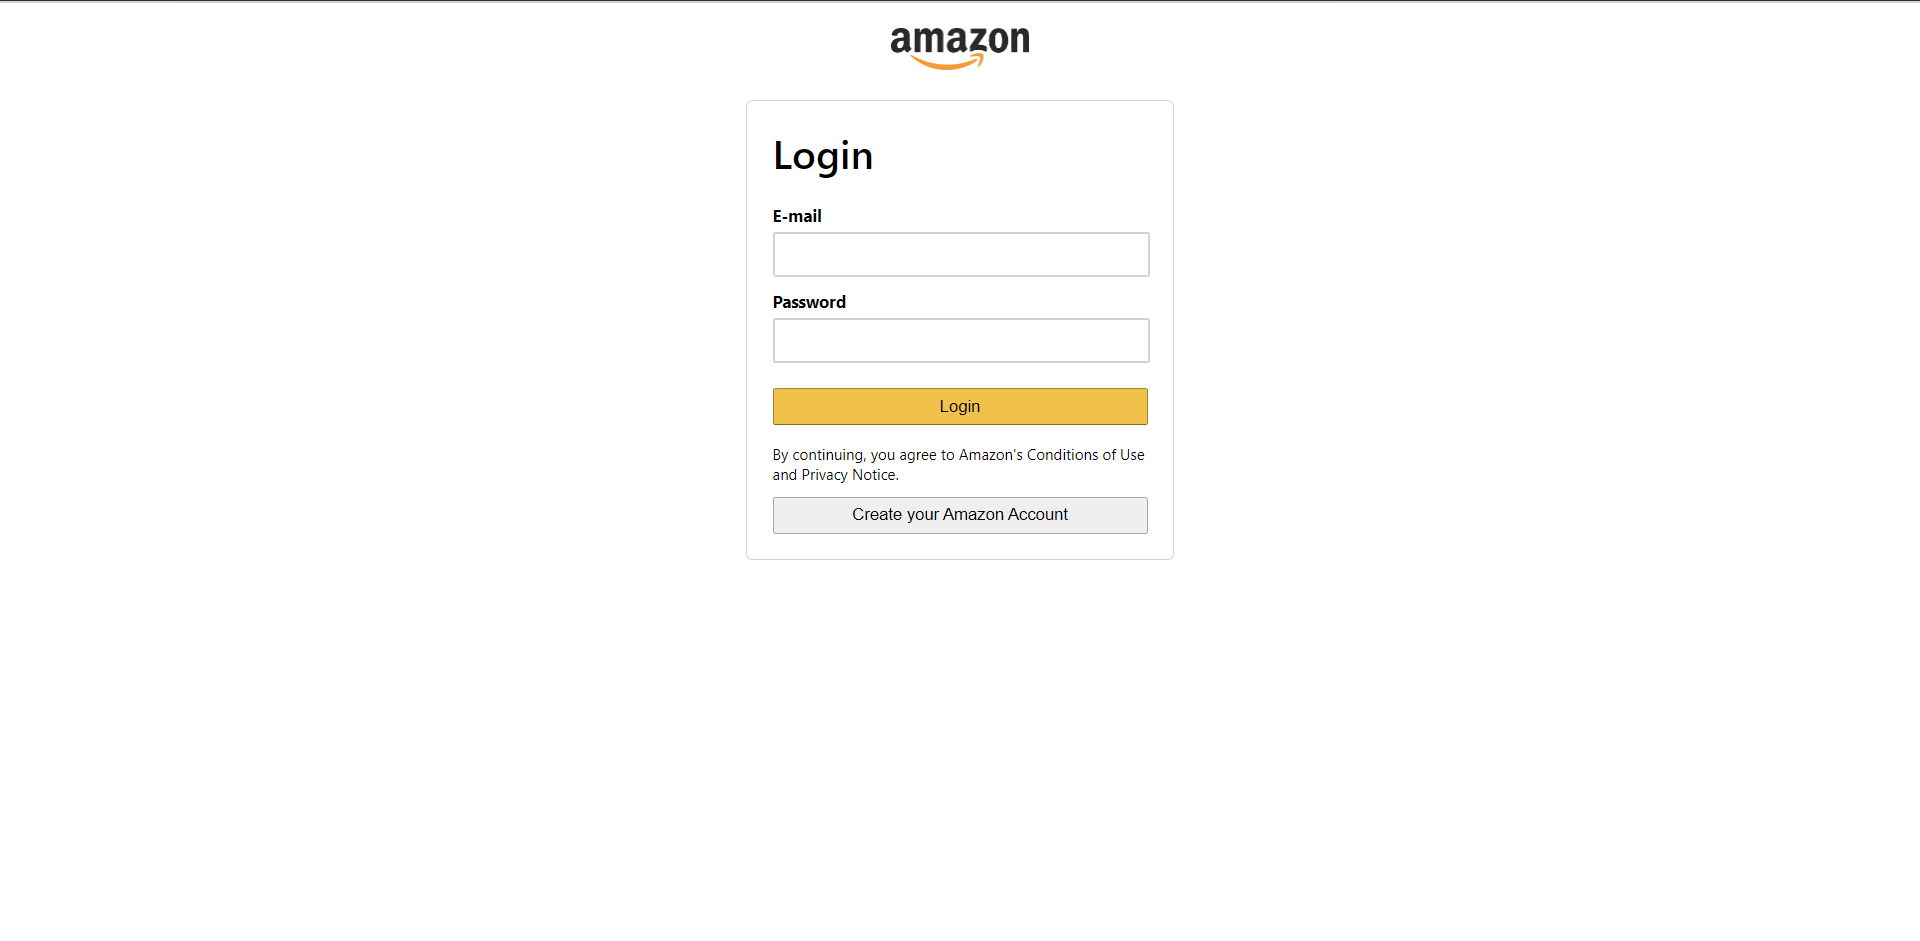 amazon
Login
E-mail
Password
Login
By continuing, you agree to Amazon's Conditions of Use
and Privacy Notice.
Create your Amazon Account